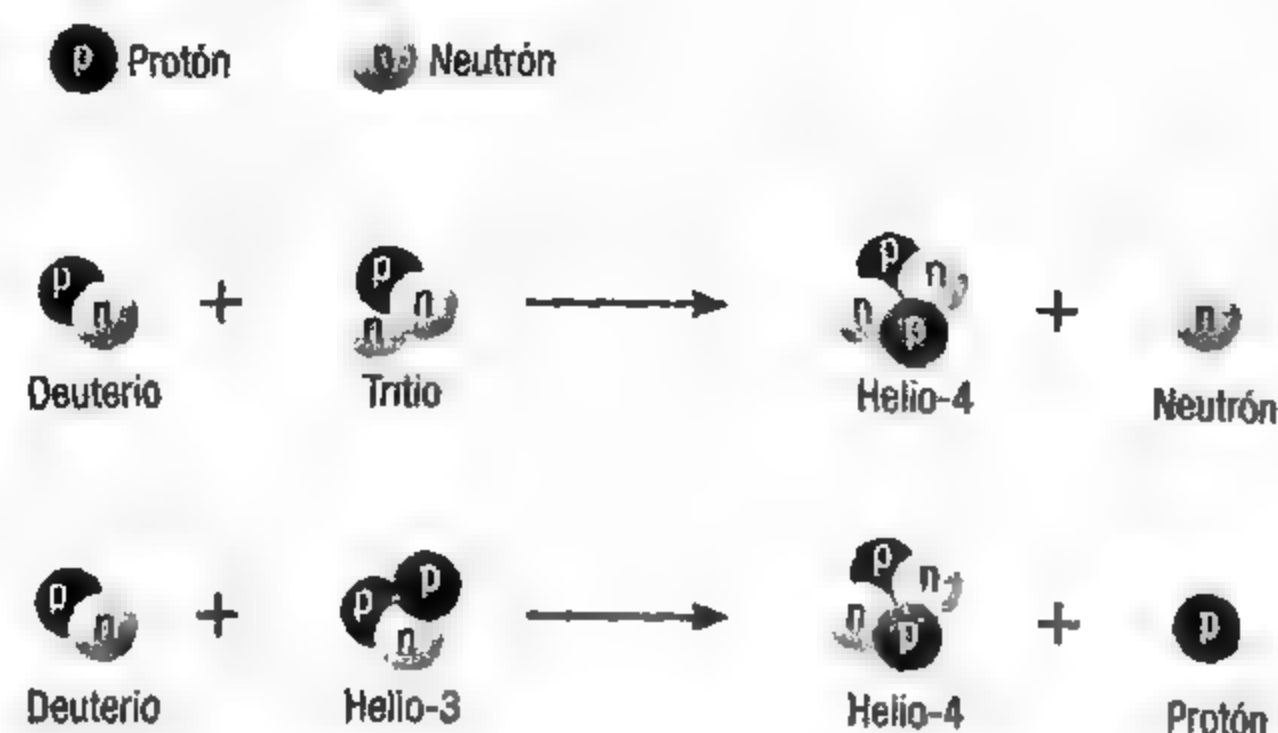 p Protón n Neutrón
p n + p n n p n n p + n
Deuterio Tritio Helio-4 Neutrón
p n + p p n p n n p + p
Deuterio Helio-3 Helio-4 Protón